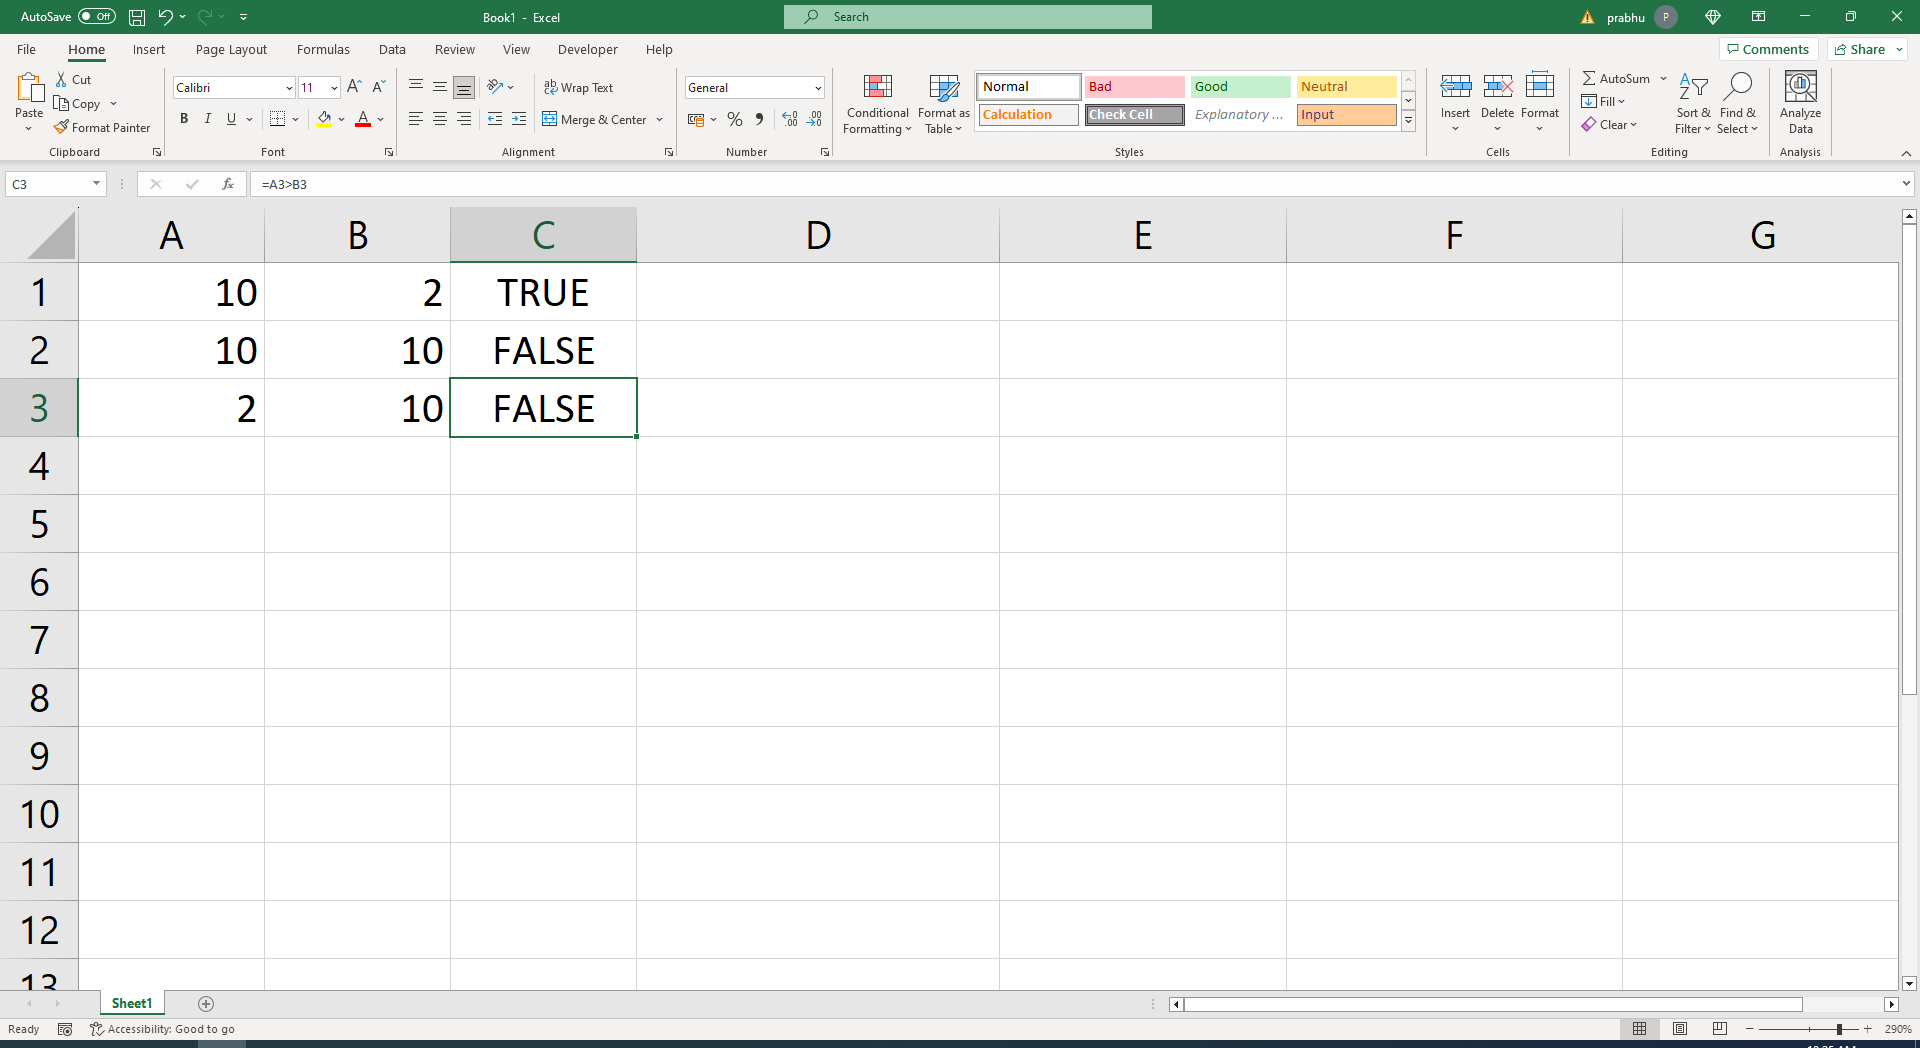 AutoSave Off Book1 - Excel Search prabhu P
File Home Insert Page Layout Formulas Data Review View Developer Help Comments Share
Paste Cut Copy Format Painter Clipboard
Calibri 11 A A B I U A Font
ab Wrap Text Merge & Center Alignment
General % Number
Conditional Formatting Format as Table
Normal Bad Good Neutral
Calculation Check Cell Explanatory ... Input
Styles
Insert Delete Format Cells
AutoSum Fill Clear Sort & Filter Find & Select Editing
Analyze Data Analysis
C3 fx =A3>B3
A B C D E F G
1 10 2 TRUE
2 10 10 FALSE
3 2 10 FALSE
4
5
6
7
8
9
10
11
12
13
Sheet1
Ready Accessibility: Good to go 290%